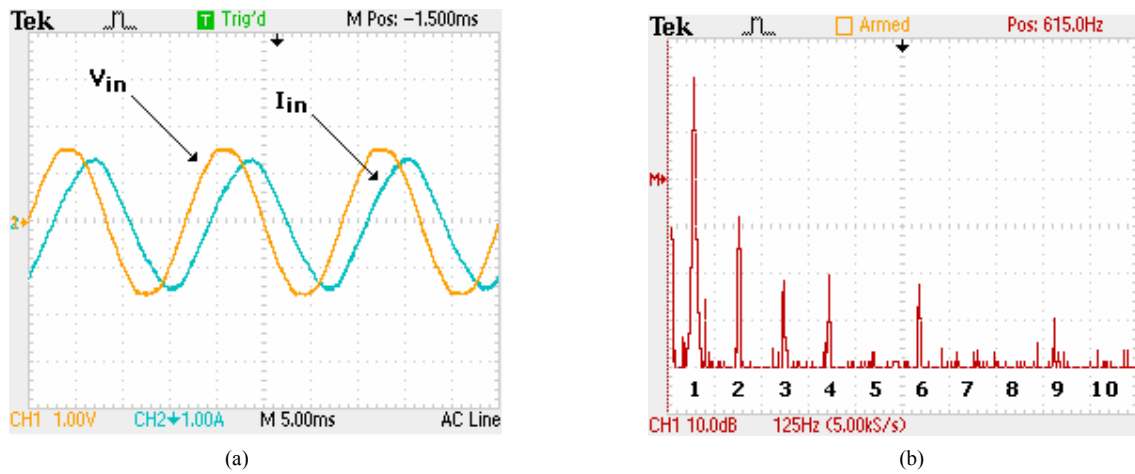 Tek T Trig'd M Pos: -1.500ms
Vin
Iin
2
CH1 1.00V CH2 1.00A M 5.00ms AC Line
(a)
Tek Armed Pos: 615.0Hz
M
1 2 3 4 5 6 7 8 9 10
CH1 10.0dB 125Hz (5.00kS/s)
(b)